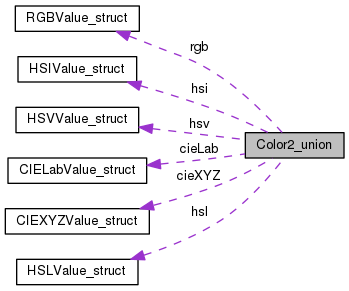 RGBValue_struct
rgb
HSIValue_struct
hsi
HSVValue_struct
hsv
Color2_union
cieLab
CIELabValue_struct
cieXYZ
CIEXYZValue_struct
hsl
HSLValue_struct